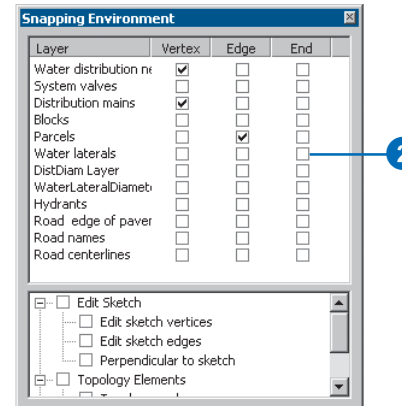 Snapping Environment
Layer Vertex Edge End
Water distribution ne
System valves
Distribution mains
Blocks
Parcels
Water laterals
2
DistDiam Layer
WaterLateralDiamet
Hydrants
Road edge of paver
Road names
Road centerlines
Edit Sketch
Edit sketch vertices
Edit sketch edges
Perpendicular to sketch
Topology Elements